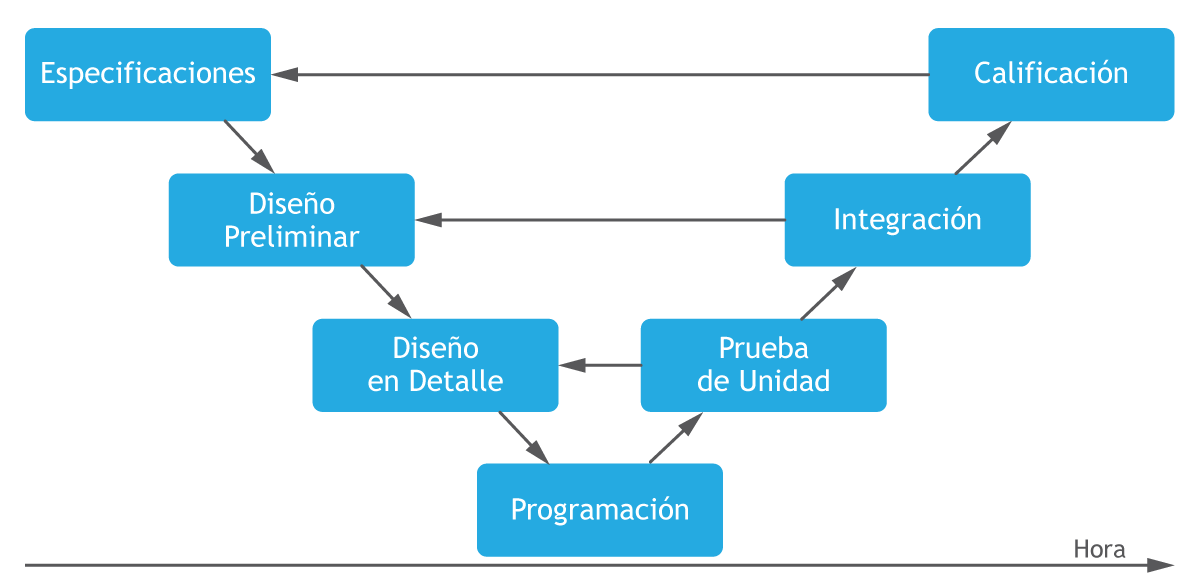 Especificaciones
Calificación
Diseño
Preliminar
Integración
Diseño
en Detalle
Prueba
de Unidad
Programación
Hora